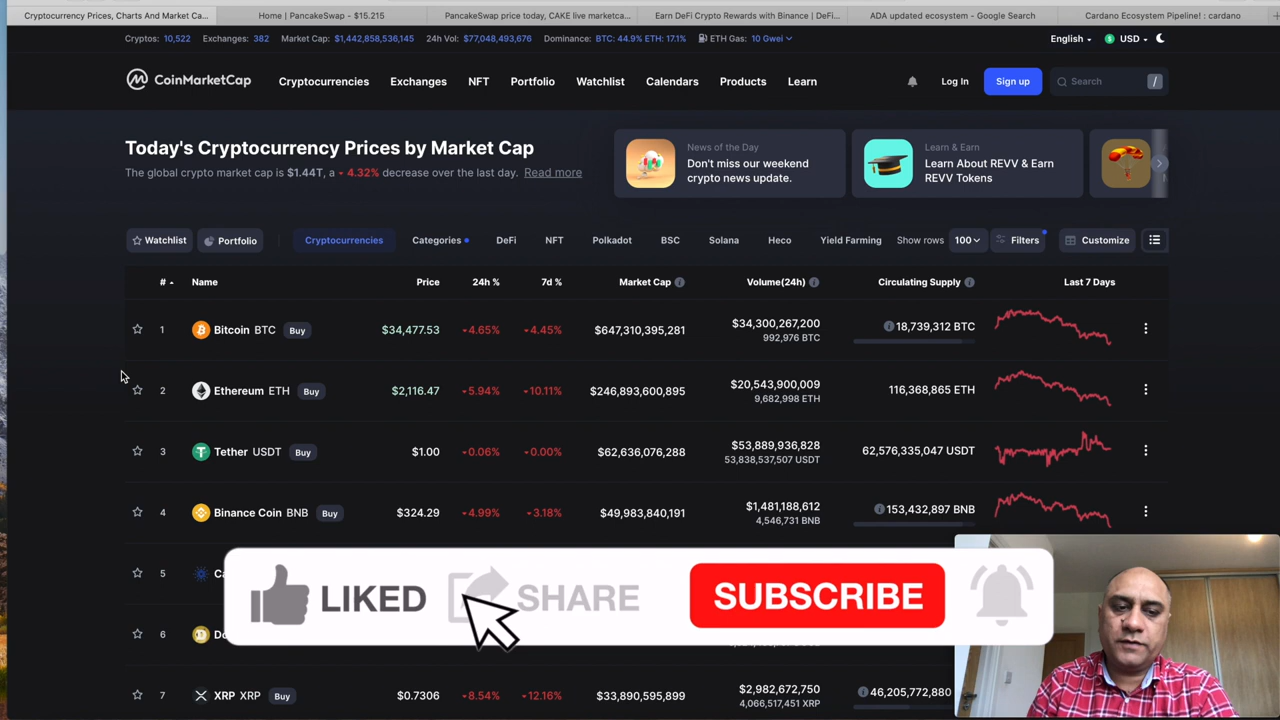 Cryptocurrency Prices, Charts And Market Ca...
Home | PancakeSwap - $15.215
PancakeSwap price today, CAKE live marketca...
Earn DeFi Crypto Rewards with Binance | DeFi...
ADA updated ecosystem - Google Search
Cardano Ecosystem Pipeline! : cardano
Cryptos: 10,522 Exchanges: 382 Market Cap: $1,442,858,536,145 24h Vol: $77,048,493,676 Dominance: BTC: 44.9% ETH: 17.1% ETH Gas: 10 Gwei
English USD
CoinMarketCap
Cryptocurrencies Exchanges NFT Portfolio Watchlist Calendars Products Learn
Log In Sign up Search /
Today's Cryptocurrency Prices by Market Cap
The global crypto market cap is $1.44T, a 4.32% decrease over the last day. Read more
News of the Day
Don't miss our weekend
crypto news update.
Learn & Earn
Learn About REVV & Earn
REVV Tokens
Watchlist Portfolio Cryptocurrencies Categories DeFi NFT Polkadot BSC Solana Heco Yield Farming Show rows 100 Filters Customize
# Name Price 24h % 7d % Market Cap Volume(24h) Circulating Supply Last 7 Days
1 Bitcoin BTC Buy $34,477.53 4.65% 4.45% $647,310,395,281 $34,300,267,200 18,739,312 BTC
992,976 BTC
2 Ethereum ETH Buy $2,116.47 5.94% 10.11% $246,893,600,895 $20,543,900,009 116,368,865 ETH
9,682,998 ETH
3 Tether USDT Buy $1.00 0.06% 0.00% $62,636,076,288 $53,889,936,828 62,576,335,047 USDT
53,838,537,507 USDT
4 Binance Coin BNB Buy $324.29 4.99% 3.18% $49,983,840,191 $1,481,188,612 153,432,897 BNB
4,546,731 BNB
5
LIKED SHARE SUBSCRIBE
6
7 XRP XRP Buy $0.7306 8.54% 12.16% $33,890,595,899 $2,982,672,750 46,205,772,880
4,066,517,451 XRP